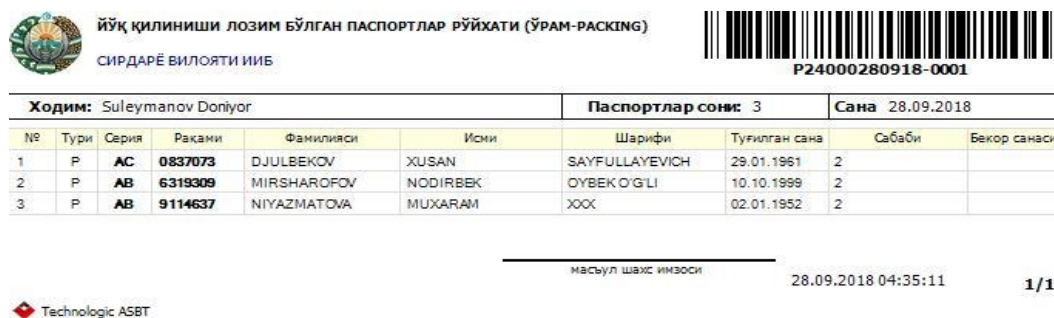 ЙЎҚ ҚИЛИНИШИ ЛОЗИМ БЎЛГАН ПАСПОРТЛАР РЎЙХАТИ (ЎРАМ-PACKING)
СИРДАРЁ ВИЛОЯТИ ИИБ
P24000280918-0001
Ходим: Suleymanov Doniyor Паспортлар сони: 3 Сана 28.09.2018
№ Тури Серия Рақами Фамилияси Исми Шарифи Туғилган сана Сабаби Бекор санаси
1 P AC 0837073 DJULBEKOV XUSAN SAYFULLAYEVICH 29.01.1961 2
2 P AB 6319309 MIRSHAROFOV NODIRBEK OYBEK O'G'LI 10.10.1999 2
3 P AB 9114637 NIYAZMATOVA MUXARAM XXX 02.01.1952 2
масъул шахс имзоси
28.09.2018 04:35:11
1/1
Technologic ASBT